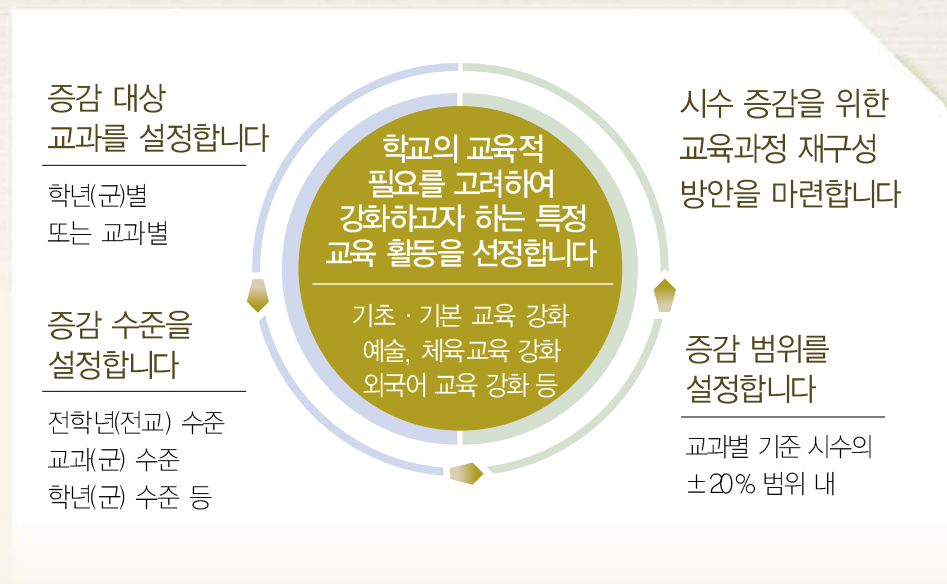 증감 대상
교과를 설정합니다
학년(군)별
또는 교과별
증감 수준을
설정합니다
전학년(전교) 수준
교과(군) 수준
학년(군) 수준 등
학교의 교육적
필요를 고려하여
강화하고자 하는 특정
교육 활동을 선정합니다
기초 · 기본 교육 강화
예술, 체육교육 강화
외국어 교육 강화 등
시수 증감을 위한
교육과정 재구성
방안을 마련합니다
증감 범위를
설정합니다
교과별 기준 시수의
±20% 범위 내